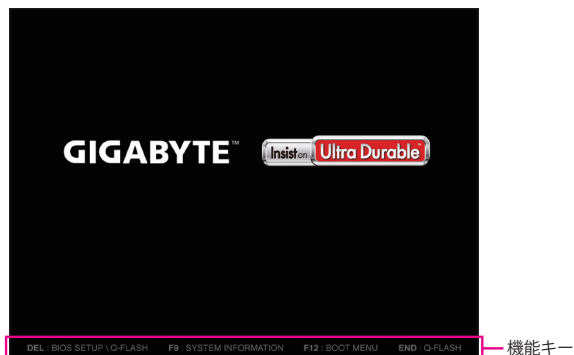 GIGABYTE™ Insist on Ultra Durable™
DEL : BIOS SETUP \ Q-FLASH F9 : SYSTEM INFORMATION F12 : BOOT MENU END : Q-FLASH
機能キー